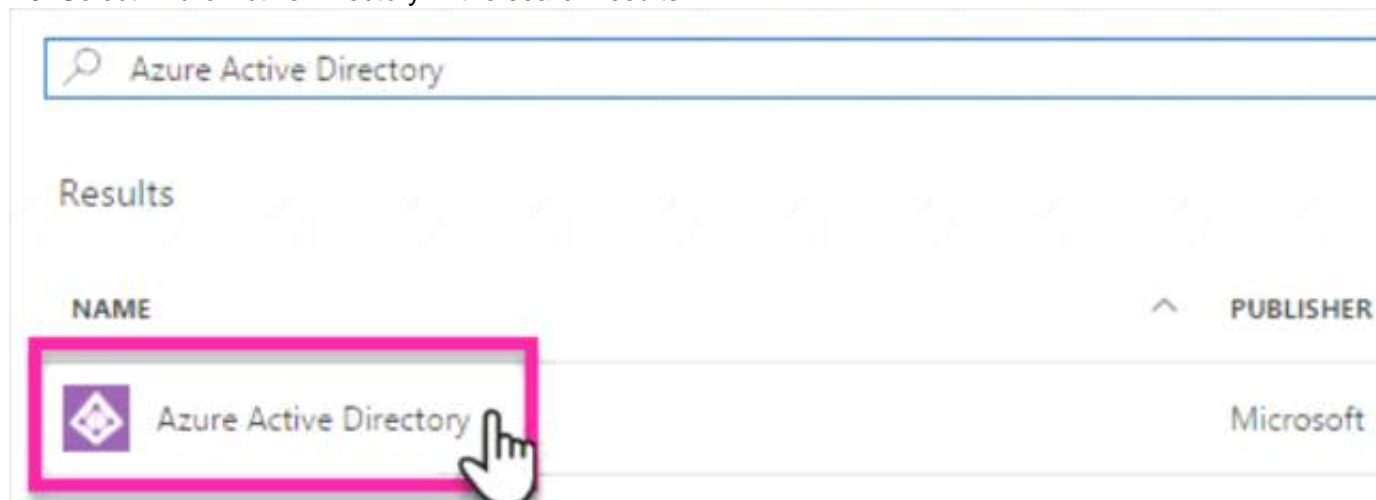 Azure Active Directory
Results
NAME PUBLISHER
Azure Active Directory Microsoft